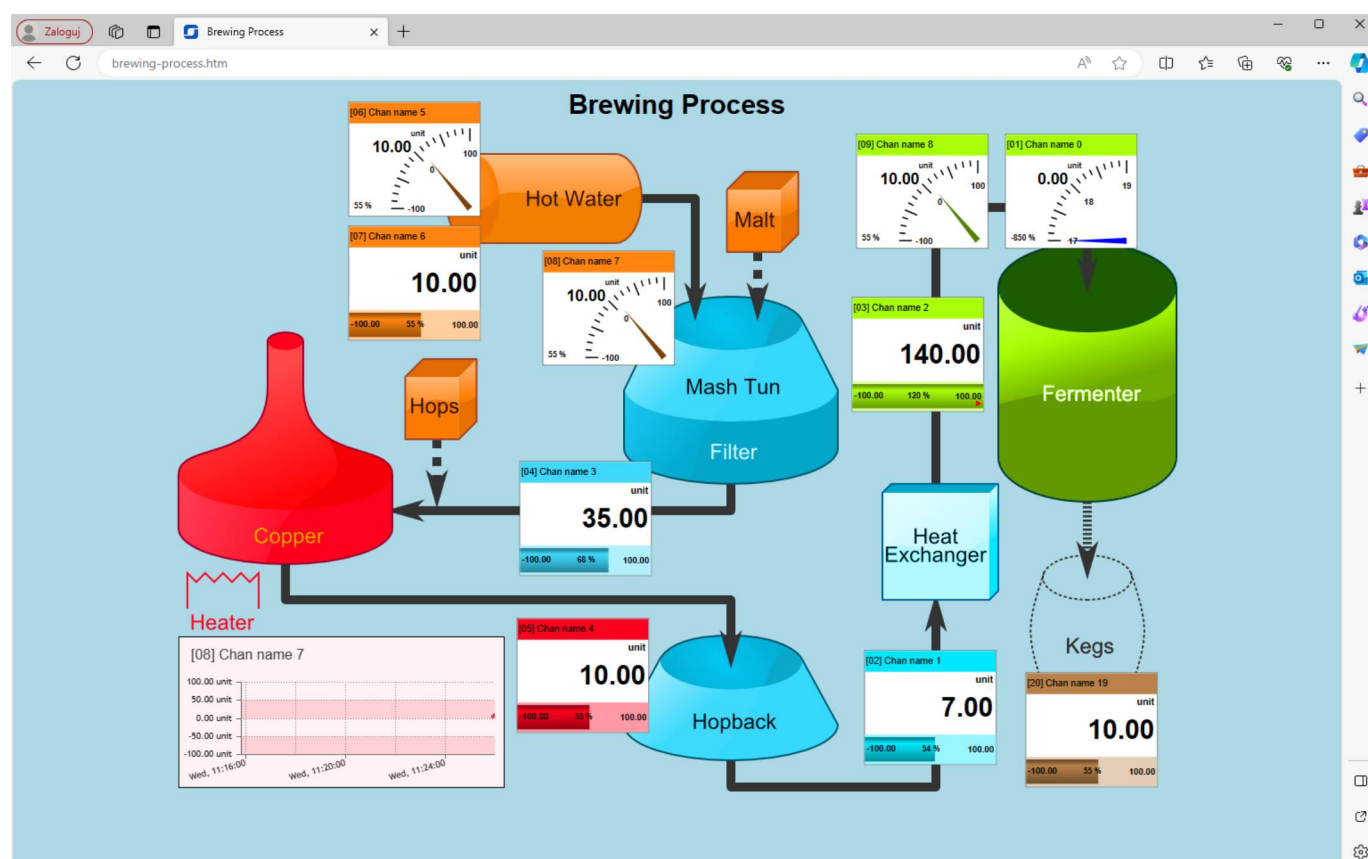 Zaloguj
Brewing Process
brewing-process.htm
Brewing Process
[06] Chan name 5
unit
10.00
100
0
55 %
-100
Hot Water
[07] Chan name 6
unit
10.00
-100.00 55 % 100.00
Malt
[08] Chan name 7
unit
10.00
100
0
55 %
-100
Mash Tun
Filter
Hops
Copper
Heater
[04] Chan name 3
unit
35.00
-100.00 68 % 100.00
[08] Chan name 7
100.00 unit
50.00 unit
0.00 unit
-50.00 unit
-100.00 unit
Wed, 11:16:00
Wed, 11:20:00
Wed, 11:24:00
[05] Chan name 4
unit
10.00
-100.00 55 % 100.00
Hopback
[02] Chan name 1
unit
7.00
-100.00 54 % 100.00
Heat
Exchanger
[03] Chan name 2
unit
140.00
-100.00 120 % 100.00
[09] Chan name 8
unit
10.00
100
0
55 %
-100
[01] Chan name 0
unit
0.00
19
18
-850 %
17
Fermenter
Kegs
[20] Chan name 19
unit
10.00
-100.00 55 % 100.00